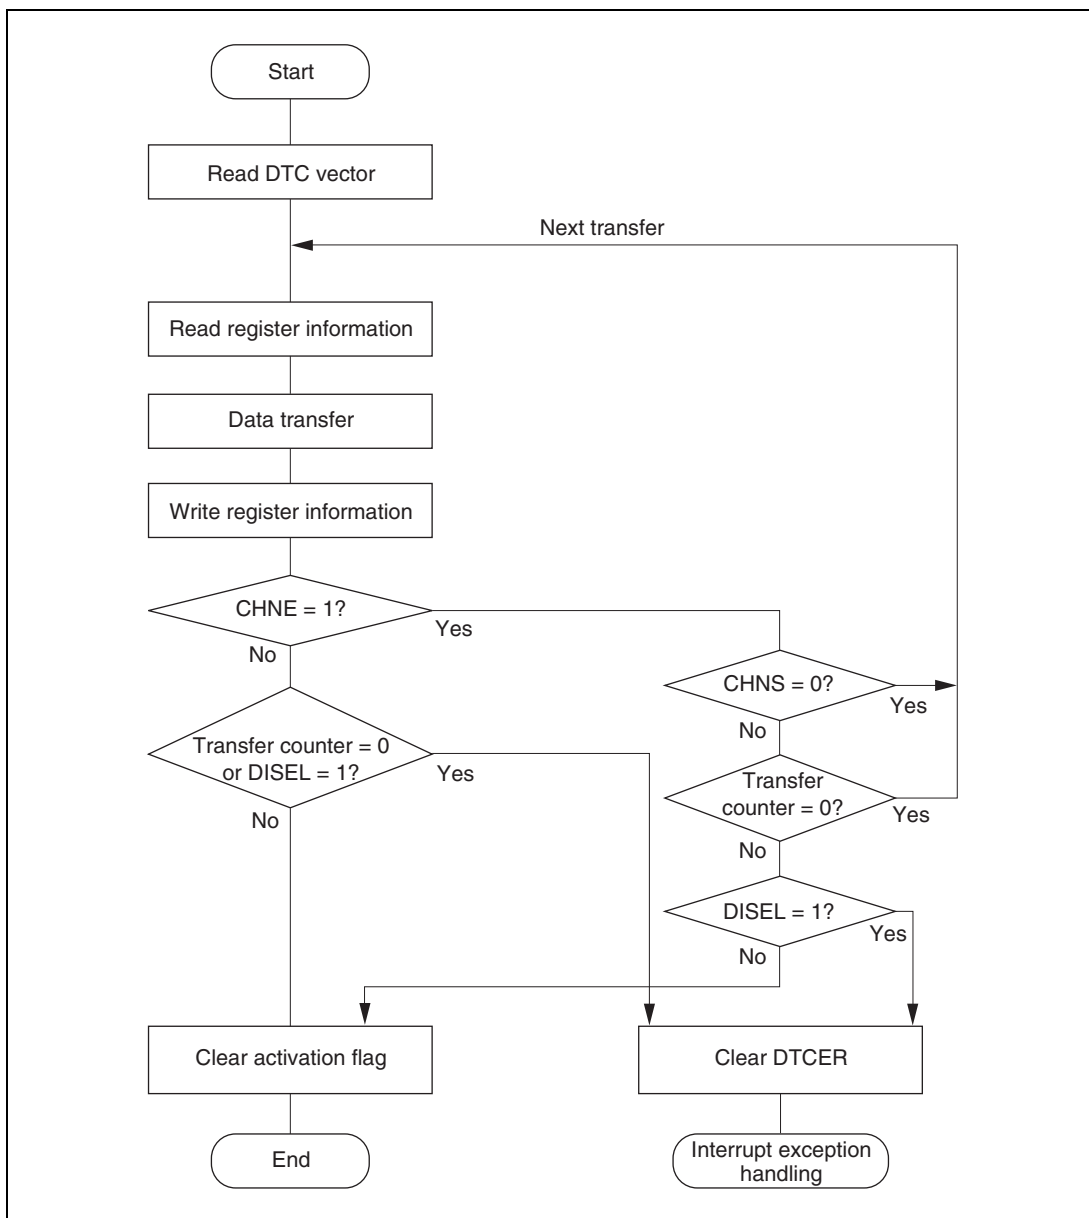 Start
Read DTC vector
Next transfer
Read register information
Data transfer
Write register information
CHNE = 1?
Yes
No
CHNS = 0?
Yes
No
Transfer counter = 0
or DISEL = 1?
Yes
No
Transfer
counter = 0?
Yes
No
DISEL = 1?
Yes
No
Clear activation flag
Clear DTCER
End
Interrupt exception
handling